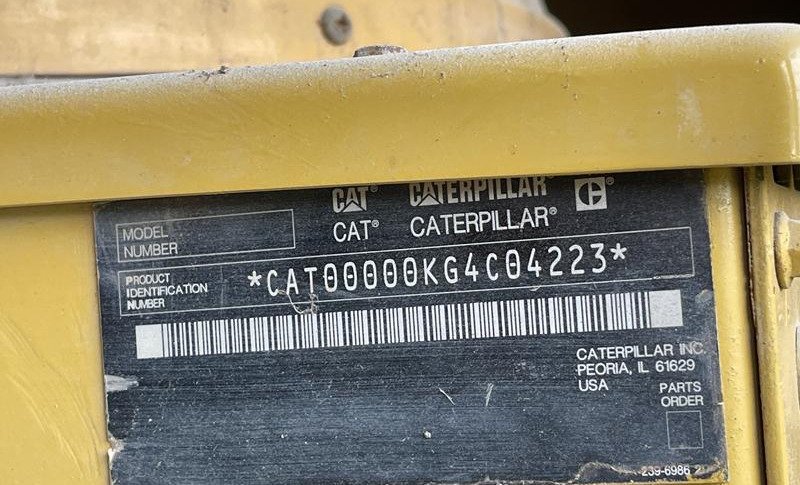 CAT® CATERPILLAR® C
MODEL NUMBER CAT® CATERPILLAR®
PRODUCT IDENTIFICATION NUMBER *CAT00000KG4C04223*
CATERPILLAR INC.
PEORIA, IL 61629
USA PARTS ORDER
239-6986